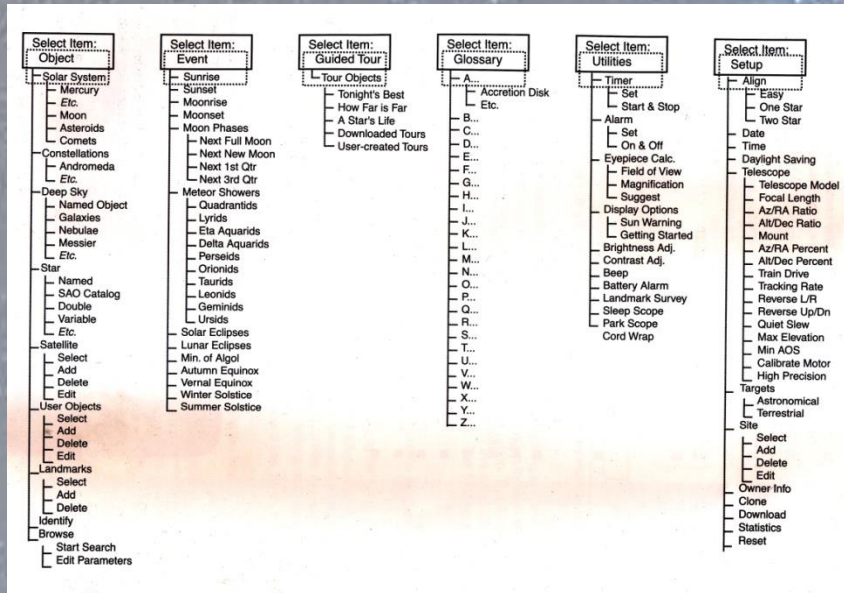 Select Item:
Object
Solar System
Mercury
Etc.
Moon
Asteroids
Comets
Constellations
Andromeda
Etc.
Deep Sky
Named Object
Galaxies
Nebulae
Messier
Etc.
Star
Named
SAO Catalog
Double
Variable
Etc.
Satellite
Select
Add
Delete
Edit
User Objects
Select
Add
Delete
Edit
Landmarks
Select
Add
Delete
Identify
Browse
Start Search
Edit Parameters
Select Item:
Event
Sunrise
Sunset
Moonrise
Moonset
Moon Phases
Next Full Moon
Next New Moon
Next 1st Qtr
Next 3rd Qtr
Meteor Showers
Quadrantids
Lyrids
Eta Aquarids
Delta Aquarids
Perseids
Orionids
Taurids
Leonids
Geminids
Ursids
Solar Eclipses
Lunar Eclipses
Min. of Algol
Autumn Equinox
Vernal Equinox
Winter Solstice
Summer Solstice
Select Item:
Guided Tour
Tour Objects
Tonight's Best
How Far is Far
A Star's Life
Downloaded Tours
User-created Tours
Select Item:
Glossary
A...
Accretion Disk
Etc.
B...
C...
D...
E...
F...
G...
H...
I...
J...
K...
L...
M...
N...
O...
P...
Q...
R...
S...
T...
U...
V...
W...
X...
Y...
Z...
Select Item:
Utilities
Timer
Set
Start & Stop
Alarm
Set
On & Off
Eyepiece Calc.
Field of View
Magnification
Suggest
Display Options
Sun Warning
Getting Started
Brightness Adj.
Contrast Adj.
Beep
Battery Alarm
Landmark Survey
Sleep Scope
Park Scope
Cord Wrap
Select Item:
Setup
Align
Easy
One Star
Two Star
Date
Time
Daylight Saving
Telescope
Telescope Model
Focal Length
Az/RA Ratio
Alt/Dec Ratio
Mount
Az/RA Percent
Alt/Dec Percent
Train Drive
Tracking Rate
Reverse L/R
Reverse Up/Dn
Quiet Slew
Max Elevation
Min AOS
Calibrate Motor
High Precision
Targets
Astronomical
Terrestrial
Site
Select
Add
Delete
Edit
Owner Info
Clone
Download
Statistics
Reset